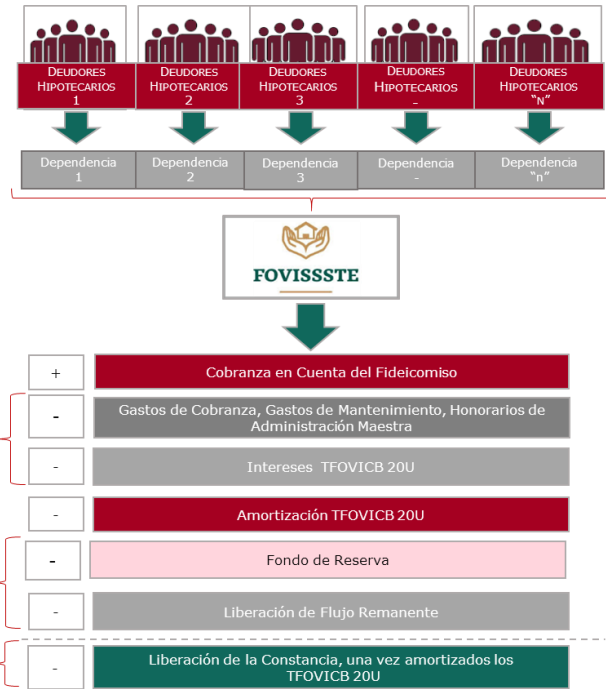 DEUDORES
HIPOTECARIOS
1
DEUDORES
HIPOTECARIOS
2
DEUDORES
HIPOTECARIOS
3
DEUDORES
HIPOTECARIOS
-
DEUDORES
HIPOTECARIOS
"N"
Dependencia
1
Dependencia
2
Dependencia
3
Dependencia
-
Dependencia
"n"
FOVISSSTE
+ Cobranza en Cuenta del Fideicomiso
- Gastos de Cobranza, Gastos de Mantenimiento, Honorarios de
Administración Maestra
- Intereses TFOVICB 20U
- Amortización TFOVICB 20U
- Fondo de Reserva
- Liberación de Flujo Remanente
- Liberación de la Constancia, una vez amortizados los
TFOVICB 20U